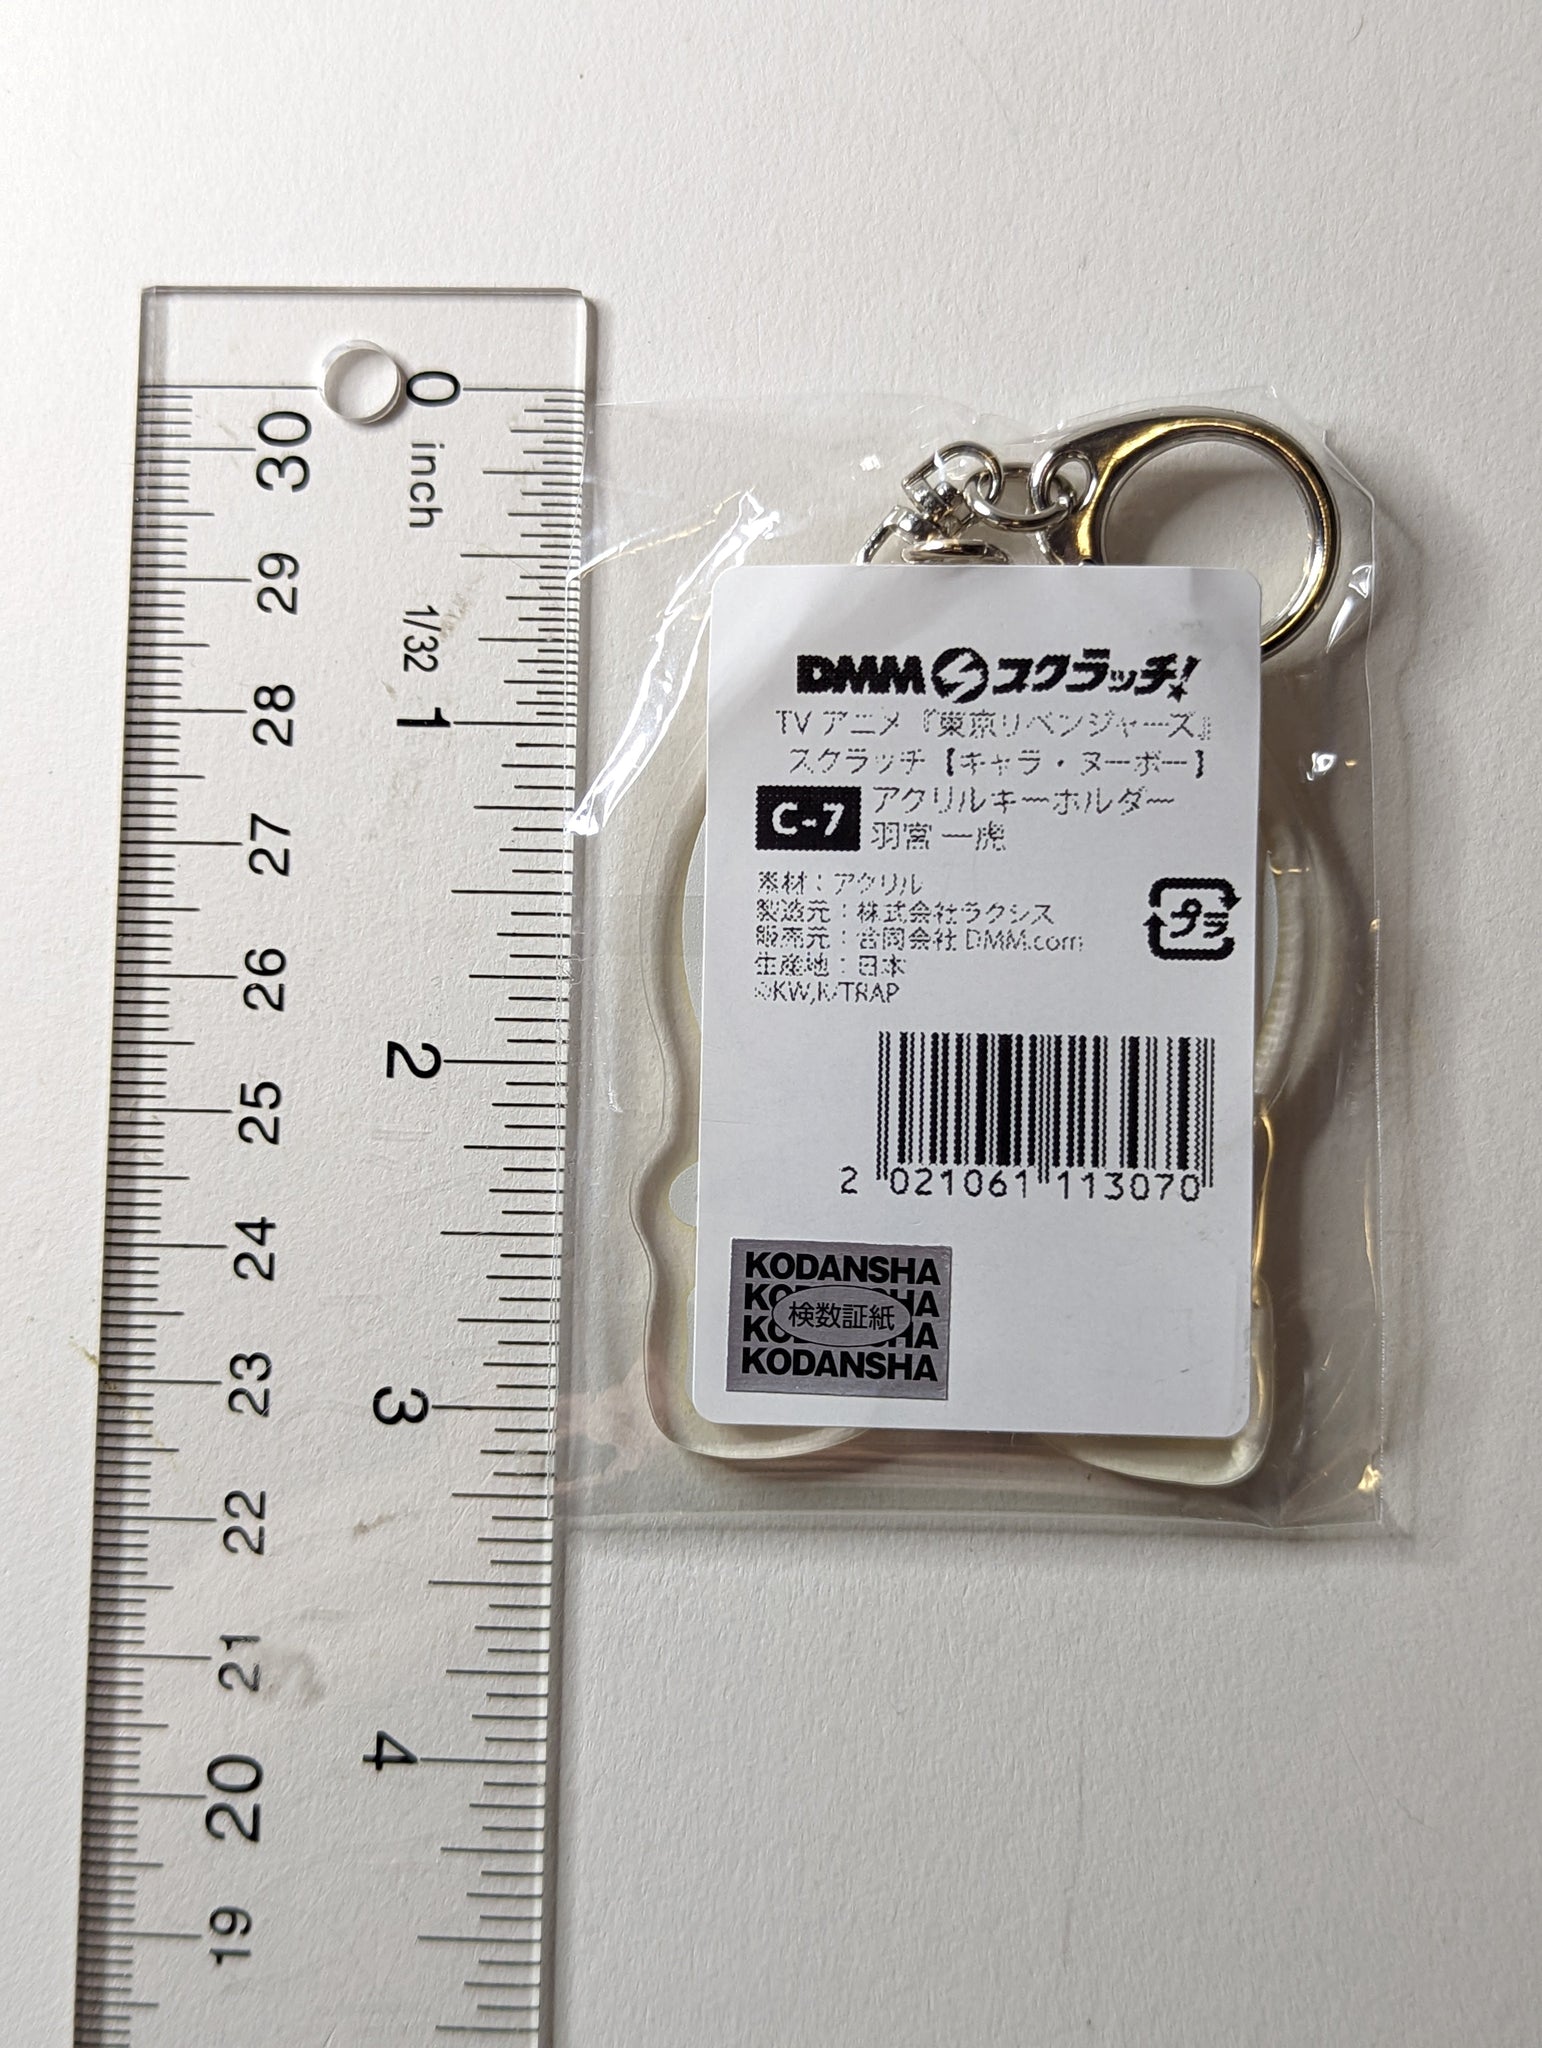 0
inch
1/32
1
2
3
4
30
29
28
27
26
25
24
23
22
21
20
19
DMM スクラッチ!
TV アニメ『東京リベンジャーズ』
スクラッチ【キャラ・ヌーボー】
C-7
アクリルキーホルダー
羽宮 一虎
素材：アクリル
製造元：株式会社ラクシス
販売元：合同会社 DMM.com
生産地：日本
©KW,K/TRAP
プラ
2 021061 113070
KODANSHA
KODANSHA
KODANSHA
KODANSHA
検数証紙